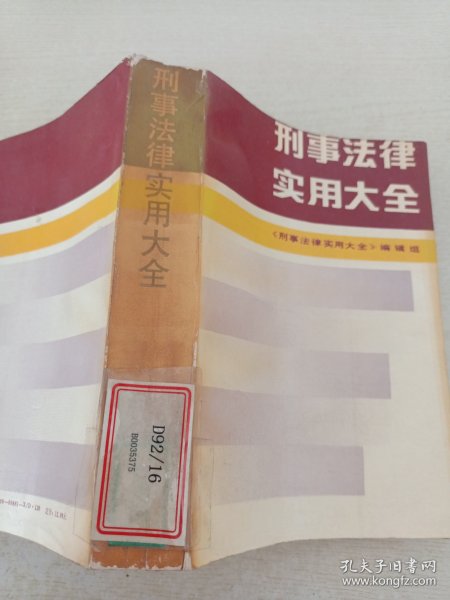 刑事法律实用大全
刑事法律
实用大全
《刑事法律实用大全》编辑组
D92/16
B0035375
孔夫子旧书网
www.kongfz.com